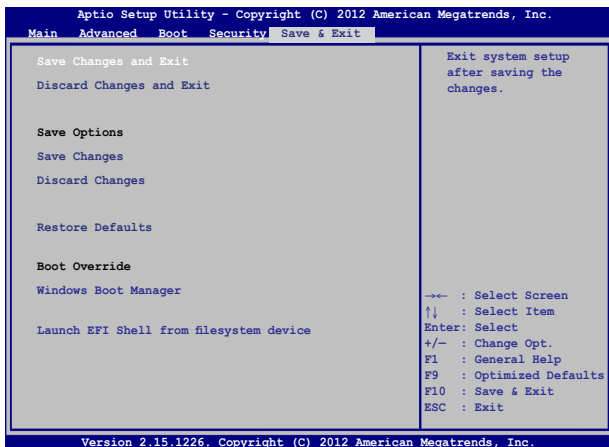 Aptio Setup Utility - Copyright (C) 2012 American Megatrends, Inc.
Main Advanced Boot Security Save & Exit
Save Changes and Exit
Discard Changes and Exit
Save Options
Save Changes
Discard Changes
Restore Defaults
Boot Override
Windows Boot Manager
Launch EFI Shell from filesystem device
Exit system setup
after saving the
changes.
→← : Select Screen
↑↓ : Select Item
Enter: Select
+/— : Change Opt.
F1 : General Help
F9 : Optimized Defaults
F10 : Save & Exit
ESC : Exit
Version 2.15.1226. Copyright (C) 2012 American Megatrends, Inc.